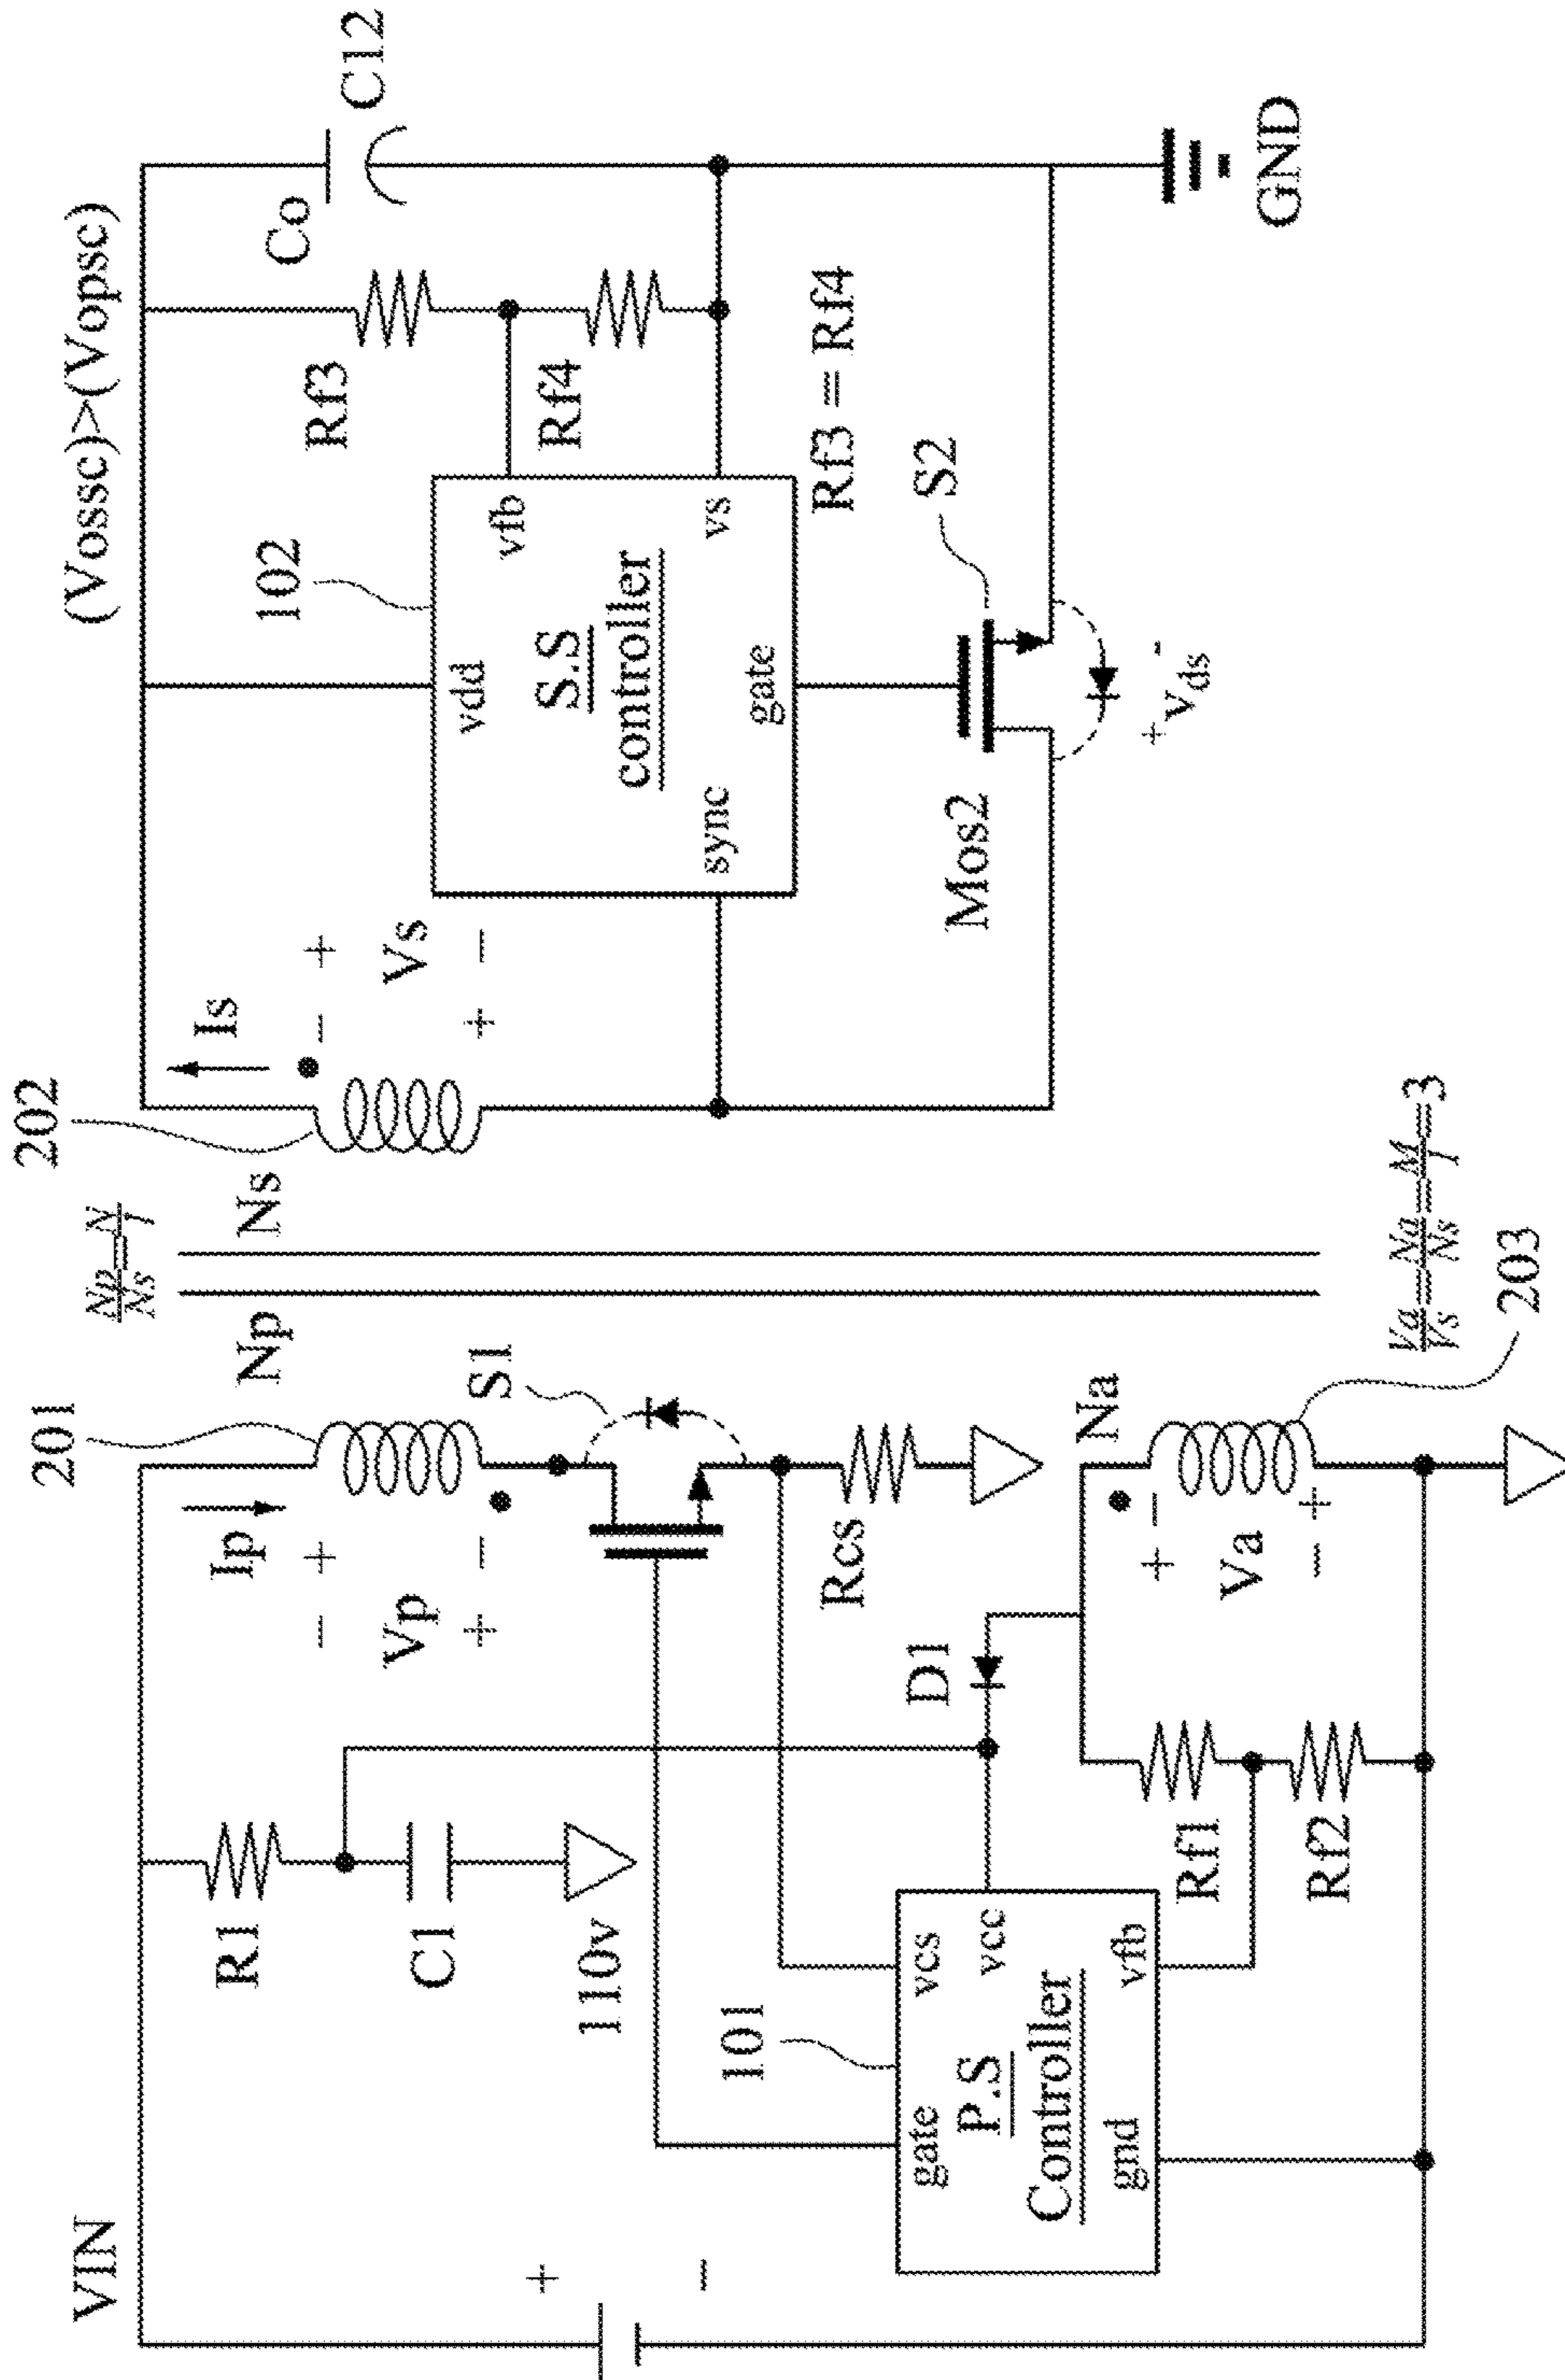 VIN
R1
C1
110v
101
gate
vcs
vcc
P.S
Controller
gnd
vfb
Rf1
Rf2
D1
Rcs
Ip
− +
Vp
+ −
201
S1
Np
Ns
Np/Ns=N/1
Na
+ −
Va
− +
203
Va/Vs=Na/Ns=M/1=3
202
Is
− +
Vs
+ −
(Vossc)>(Vopsc)
102
vdd
S.S
controller
vfb
vs
sync
gate
Rf3
Rf4
Rf3 = Rf4
Co
C12
Mos2
S2
+ Vds -
GND
+
−